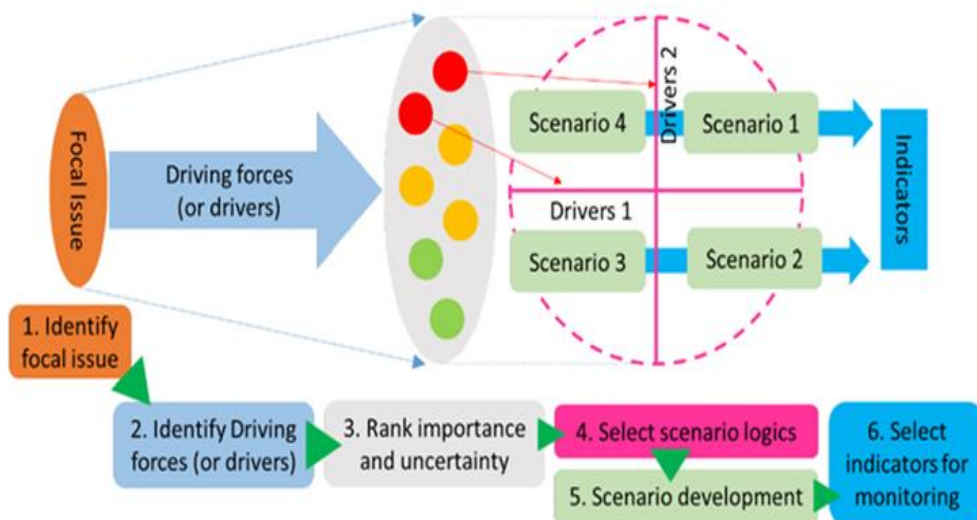 Focal Issue
Driving forces
(or drivers)
Drivers 2
Scenario 4
Scenario 1
Drivers 1
Scenario 3
Scenario 2
Indicators
1. Identify
focal issue
2. Identify Driving
forces (or drivers)
3. Rank importance
and uncertainty
4. Select scenario logics
5. Scenario development
6. Select
indicators for
monitoring